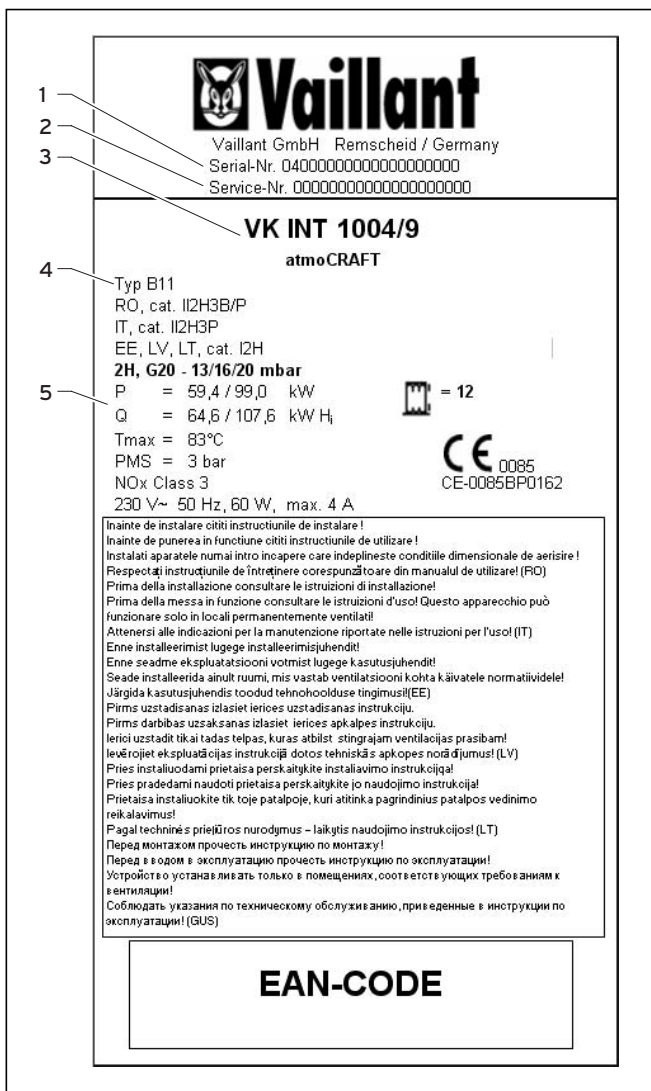 Vaillant
Vaillant GmbH Remscheid / Germany
1
Serial-Nr. 04000000000000000000
2
Service-Nr. 00000000000000000000
3
VK INT 1004/9
atmoCRAFT
4
Typ B11
RO, cat. II2H3B/P
IT, cat. II2H3P
EE, LV, LT, cat. I2H
2H, G20 - 13/16/20 mbar
5
P = 59,4 / 99,0 kW
= 12
Q = 64,6 / 107,6 kW Hi
Tmax = 83°C
PMS = 3 bar
CE 0085
NOx Class 3
CE-0085BP0162
230 V~ 50 Hz, 60 W, max. 4 A
Inainte de instalare cititi instructiunile de instalare !
Inainte de punerea in functiune cititi instructiunile de utilizare !
Instalati aparatele numai intro incapere care indeplineste conditiile dimensionale de aerisire !
Respectați instrucțiunile de întreținere corespunzătoare din manualul de utilizare! (RO)
Prima della installazione consultare le istruizioni di installazione!
Prima della messa in funzione consultare le istruizioni d'uso! Questo apparecchio può
funzionare solo in locali permanentemente ventilati!
Attenersi alle indicazioni per la manutenzione riportate nelle istruzioni per l'uso! (IT)
Enne installeerimist lugege installeerimisjuhendit!
Enne seadme ekspluatatsiooni votmist lugege kasutusjuhendit!
Seade installeerida ainult ruumi, mis vastab ventilatsiooni kohta käivatele normatiividele!
Järgida kasutusjuhendis toodud tehnohoolduse tingimusi!(EE)
Pirms uzstadisanas izlasiet ierices uzstadisanas instrukciju.
Pirms darbibas uzsaksanas izlasiet ierices apkalpes instrukciju.
Ierici uzstadit tikai tadas telpas, kuras atbilst stingrajam ventilacijas prasibam!
Ievērojiet ekspluatācijas instrukcijā dotos tehniskās apkopes norādījumus! (LV)
Pries instaliuodami prietaisa perskaitykite instaliavimo instrukcijqa!
Pries pradedami naudoti prietaisa perskaitykite jo naudojimo instrukcija!
Prietaisa instaliuokite tik toje patalpoje, kuri atitinka pagrindinius patalpos vedinimo
reikalavimus!
Pagal techninės priežiūros nurodymus – laikytis naudojimo instrukcijos! (LT)
Перед монтажом прочесть инструкцию по монтажу!
Перед вводом в эксплуатацию прочесть инструкцию по эксплуатации!
Устройство устанавливать только в помещениях, соответствующих требованиям к
вентиляции!
Соблюдать указания по техническому обслуживанию, приведенные в инструкции по
эксплуатации! (GUS)
EAN-CODE